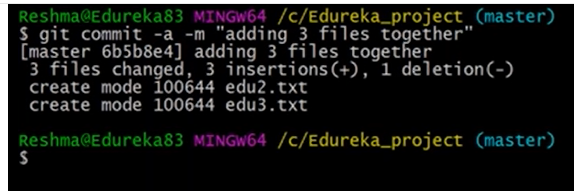 Reshma@Edureka83 MINGW64 /c/Edureka_project (master)
$ git commit -a -m "adding 3 files together"
[master 6b5b8e4] adding 3 files together
 3 files changed, 3 insertions(+), 1 deletion(-)
 create mode 100644 edu2.txt
 create mode 100644 edu3.txt

Reshma@Edureka83 MINGW64 /c/Edureka_project (master)
$